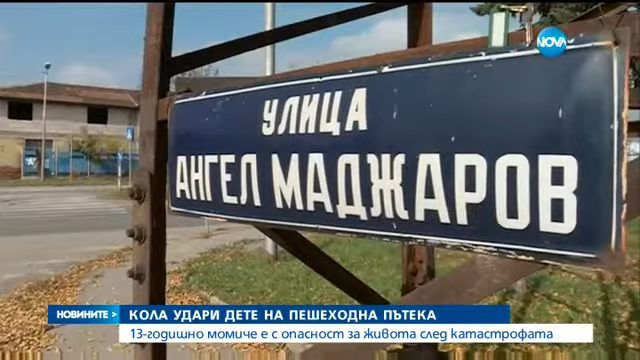 NOVA
УЛИЦА
АНГЕЛ МАДЖАРОВ
НОВИНИТЕ
КОЛА УДАРИ ДЕТЕ НА ПЕШЕХОДНА ПЪТЕКА
13-годишно момиче е с опасност за живота след катастрофата